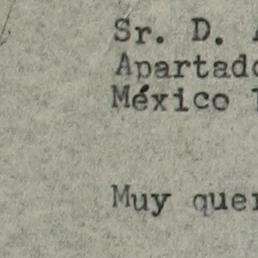 Sr. D.
Apartado
México
Muy quer